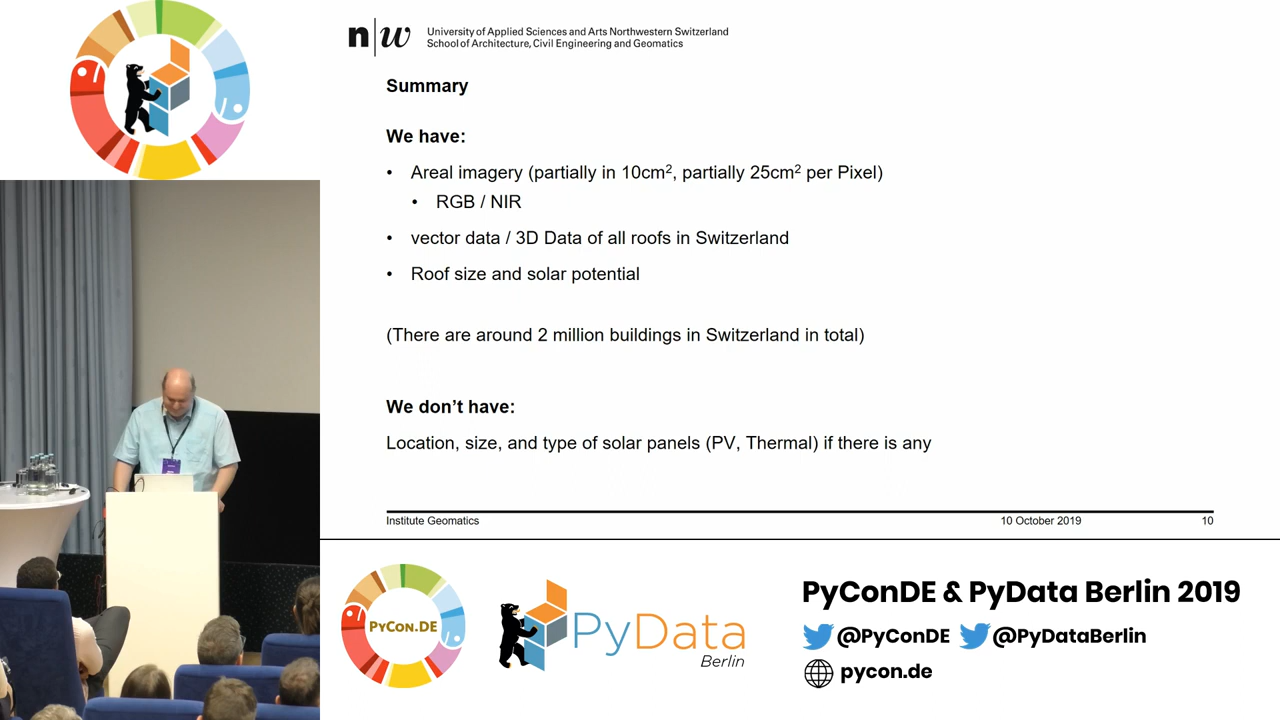 n|w University of Applied Sciences and Arts Northwestern Switzerland
School of Architecture, Civil Engineering and Geomatics
Summary
We have:
• Areal imagery (partially in 10cm², partially 25cm² per Pixel)
• RGB / NIR
• vector data / 3D Data of all roofs in Switzerland
• Roof size and solar potential
(There are around 2 million buildings in Switzerland in total)
We don't have:
Location, size, and type of solar panels (PV, Thermal) if there is any
Institute Geomatics 10 October 2019 10
PyCon.DE
PyData
Berlin
PyConDE & PyData Berlin 2019
@PyConDE @PyDataBerlin
pycon.de